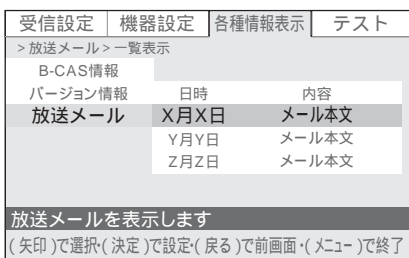 受信設定 機器設定 各種情報表示 テスト
> 放送メール > 一覧表示
B-CAS情報
バージョン情報 日時 内容
放送メール X月X日 メール本文
Y月Y日 メール本文
Z月Z日 メール本文
放送メールを表示します
( 矢印 )で選択・( 決定 )で設定・( 戻る )で前画面・( メニュー )で終了